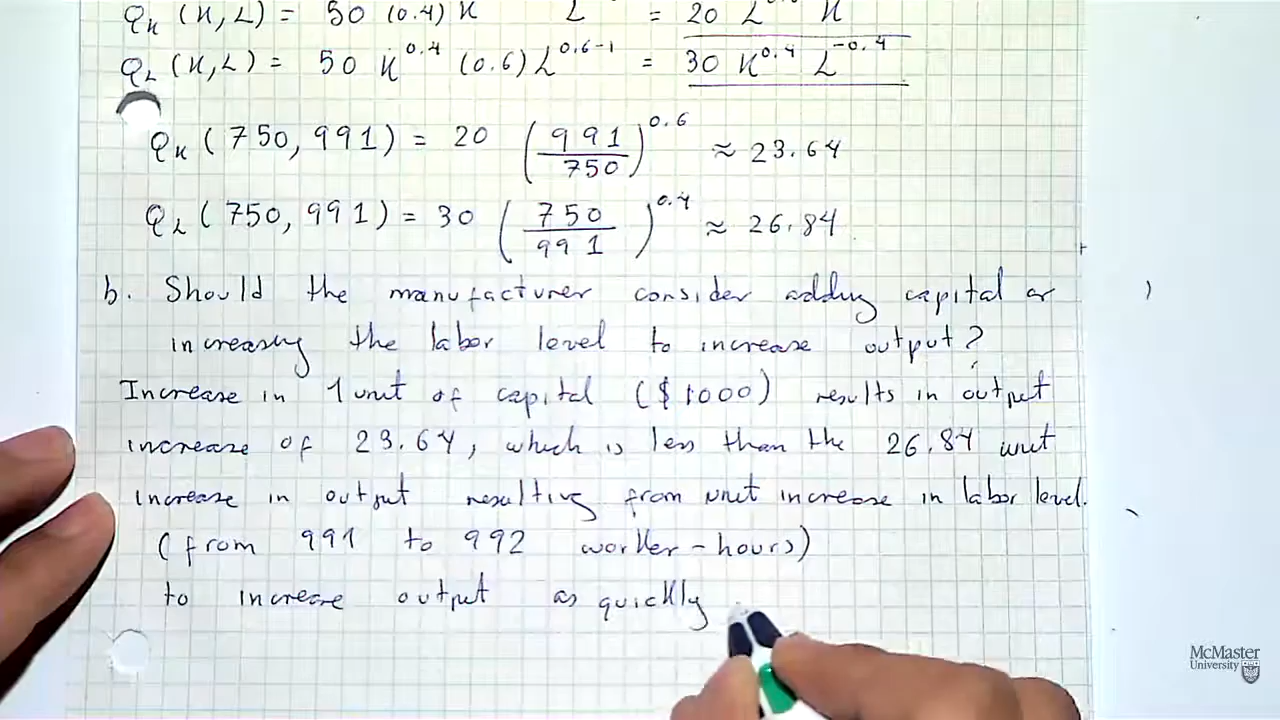 Q_K (K,L) = 50 (0.4) K L = 20 L K
Q_L (K,L) = 50 K^0.4 (0.6) L^0.6-1 = 30 K^0.4 L^-0.4
Q_K (750, 991) = 20 (991/750)^0.6 ≈ 23.64
Q_L (750, 991) = 30 (750/991)^0.4 ≈ 26.84
b. Should the manufacturer consider adding capital or
increasing the labor level to increase output?
Increase in 1 unit of capital ($1000) results in output
increase of 23.64, which is less than the 26.84 unit
increase in output resulting from unit increase in labor level.
(from 991 to 992 worker-hours)
to increase output as quickly
McMaster
University